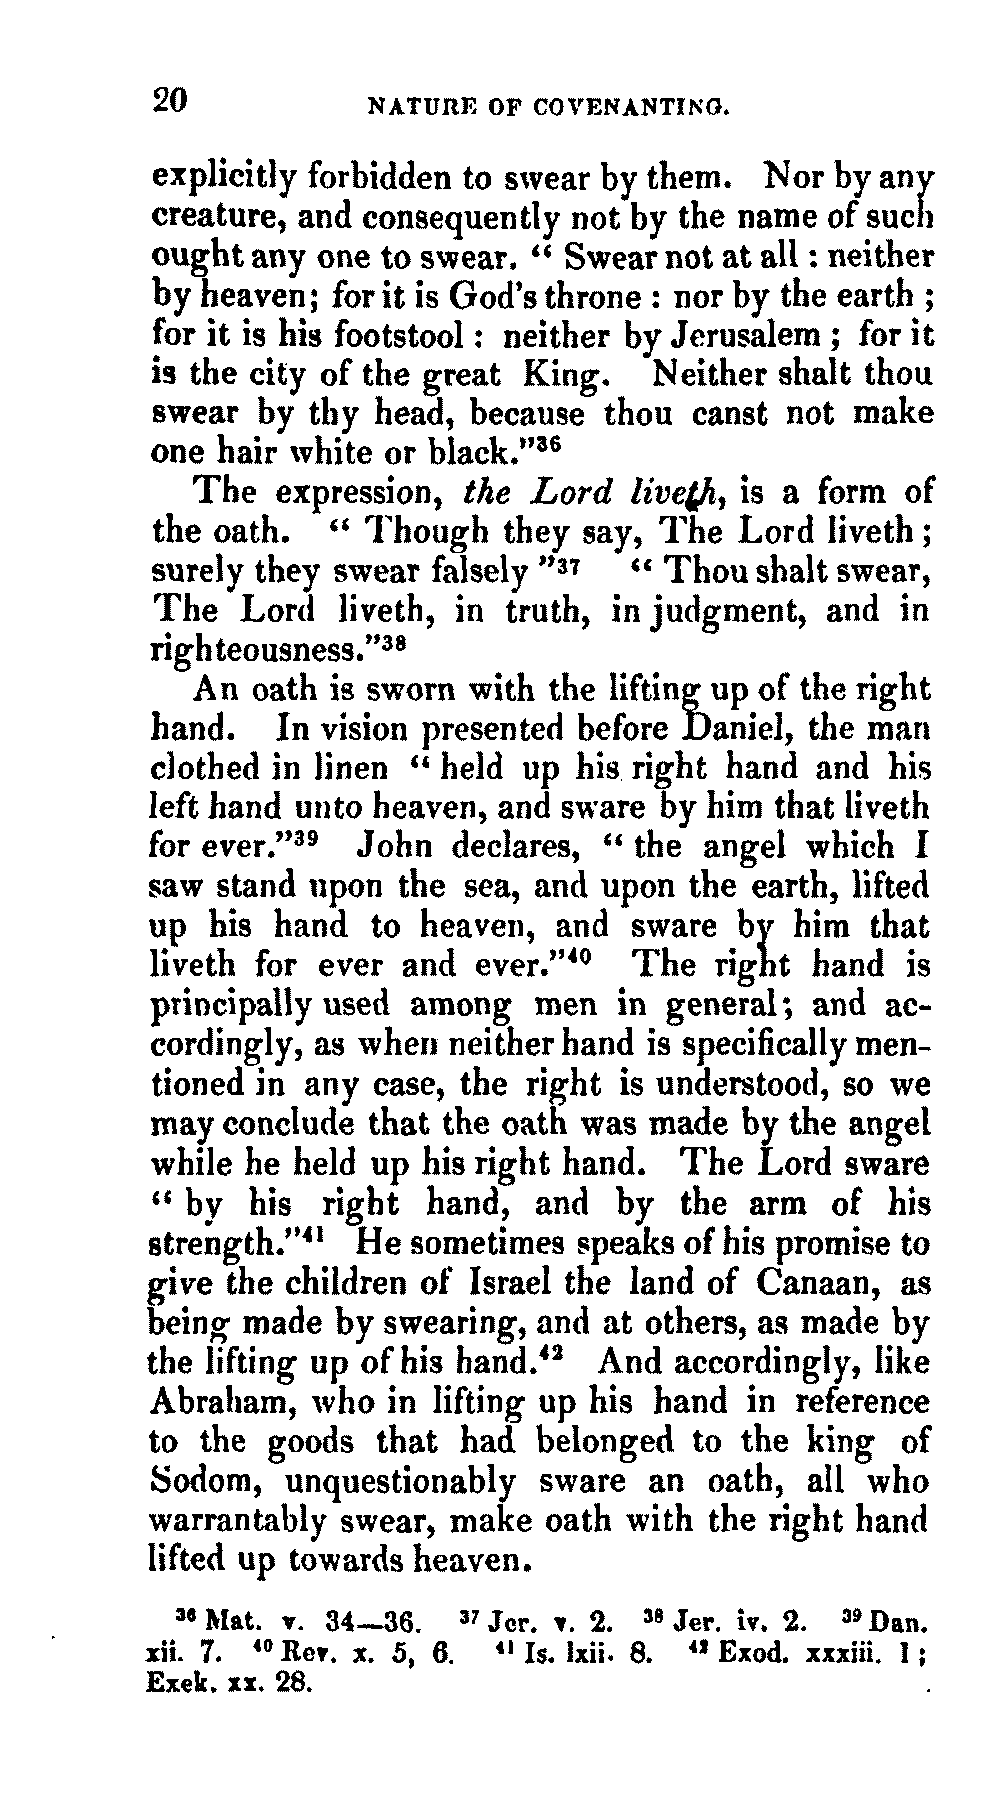 20
NATURE OF COVENANTING.
explicitly forbidden to swear by them. Nor by any
creature, and consequently not by the name of such
ought any one to swear. “ Swear not at all : neither
by heaven; for it is God's throne : nor by the earth ;
for it is his footstool : neither by Jerusalem ; for it
is the city of the great King. Neither shalt thou
swear by thy head, because thou canst not make
one hair white or black."³⁶
The expression, the Lord liveth, is a form of
the oath. “ Though they say, The Lord liveth ;
surely they swear falsely "³⁷ “ Thou shalt swear,
The Lord liveth, in truth, in judgment, and in
righteousness."³⁸
An oath is sworn with the lifting up of the right
hand. In vision presented before Daniel, the man
clothed in linen “ held up his right hand and his
left hand unto heaven, and sware by him that liveth
for ever."³⁹ John declares, “ the angel which I
saw stand upon the sea, and upon the earth, lifted
up his hand to heaven, and sware by him that
liveth for ever and ever."⁴⁰ The right hand is
principally used among men in general; and ac-
cordingly, as when neither hand is specifically men-
tioned in any case, the right is understood, so we
may conclude that the oath was made by the angel
while he held up his right hand. The Lord sware
“ by his right hand, and by the arm of his
strength."⁴¹ He sometimes speaks of his promise to
give the children of Israel the land of Canaan, as
being made by swearing, and at others, as made by
the lifting up of his hand.⁴² And accordingly, like
Abraham, who in lifting up his hand in reference
to the goods that had belonged to the king of
Sodom, unquestionably sware an oath, all who
warrantably swear, make oath with the right hand
lifted up towards heaven.
³⁶ Mat. v. 34—36. ³⁷ Jer. v. 2. ³⁸ Jer. iv. 2. ³⁹ Dan.
xii. 7. ⁴⁰ Rev. x. 5, 6. ⁴¹ Is. lxii. 8. ⁴² Exod. xxxiii. 1 ;
Exek. xx. 28.